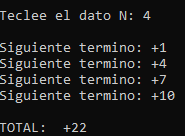 Teclee el dato N: 4
Siguiente termino: +1
Siguiente termino: +4
Siguiente termino: +7
Siguiente termino: +10
TOTAL:  +22